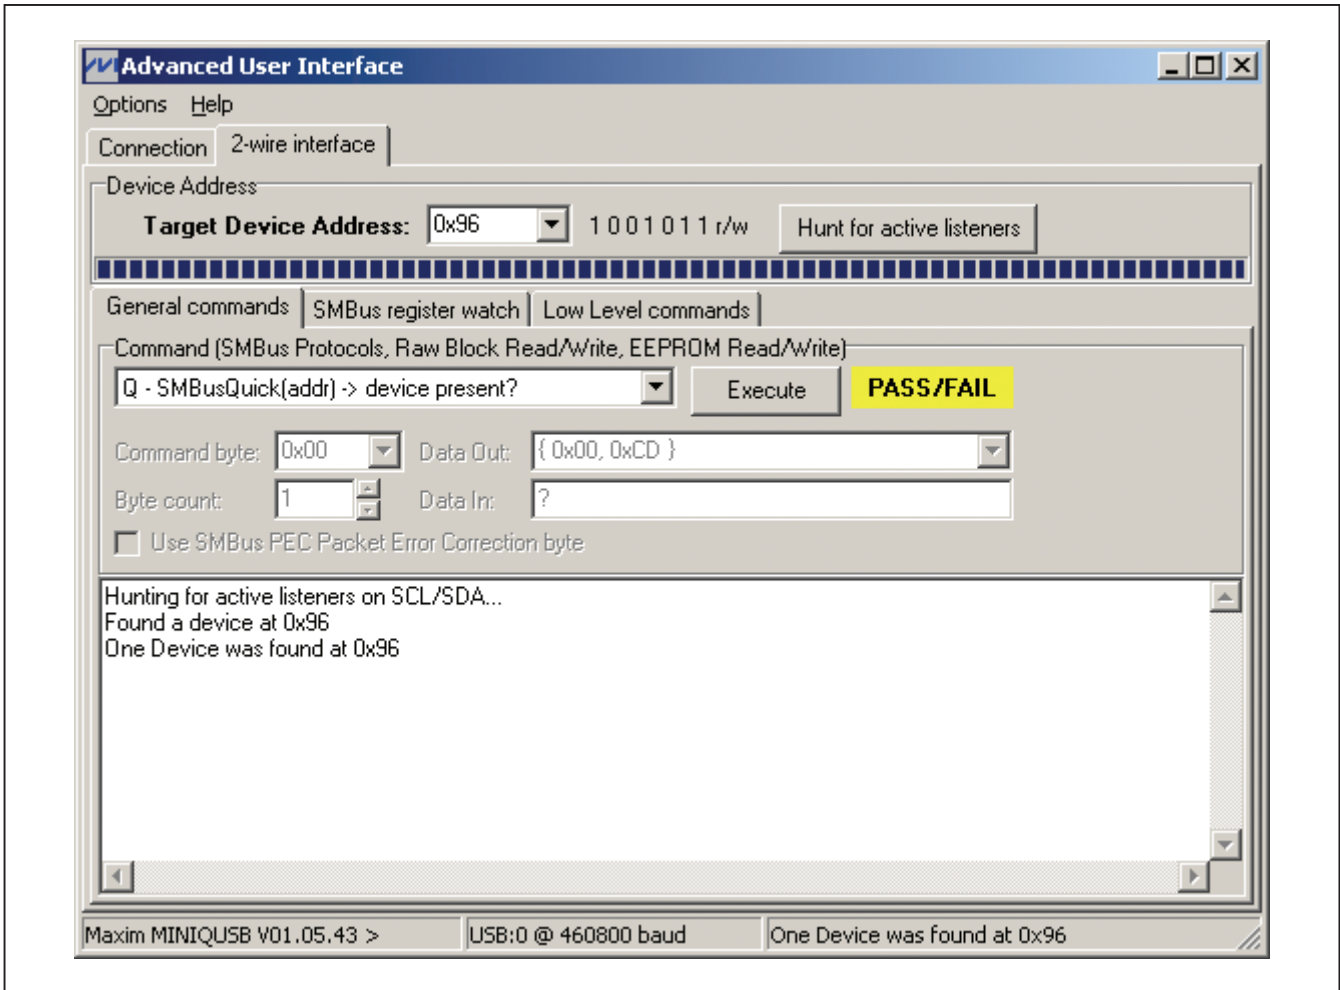 Advanced User Interface
Options Help
Connection 2-wire interface
Device Address
Target Device Address: 0x96 1 0 0 1 0 1 1 r/w Hunt for active listeners
General commands SMBus register watch Low Level commands
Command (SMBus Protocols, Raw Block Read/Write, EEPROM Read/Write)
Q - SMBusQuick(addr) -> device present? Execute PASS/FAIL
Command byte: 0x00 Data Out: { 0x00, 0xCD }
Byte count: 1 Data In: ?
Use SMBus PEC Packet Error Correction byte
Hunting for active listeners on SCL/SDA...
Found a device at 0x96
One Device was found at 0x96
Maxim MINIQUSB V01.05.43 > USB:0 @ 460800 baud One Device was found at 0x96